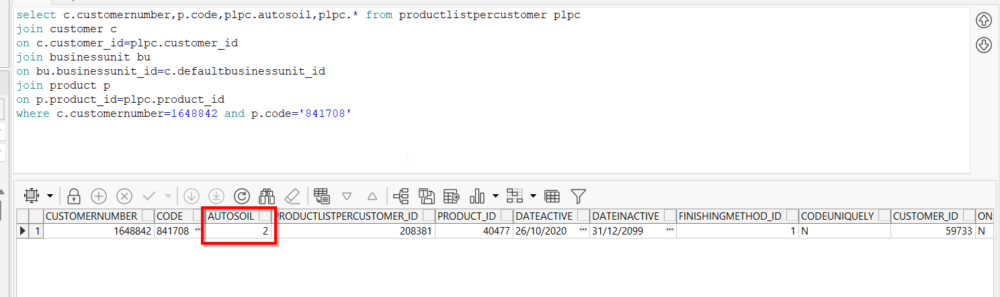 select c.customernumber,p.code,plpc.autosoil,plpc.* from productlistpercustomer plpc
join customer c
on c.customer_id=plpc.customer_id
join businessunit bu
on bu.businessunit_id=c.defaultbusinessunit_id
join product p
on p.product_id=plpc.product_id
where c.customernumber=1648842 and p.code='841708'
CUSTOMERNUMBER CODE AUTOSOIL PRODUCTLISTPERCUSTOMER_ID PRODUCT_ID DATEACTIVE DATEINACTIVE FINISHINGMETHOD_ID CODEUNIQUELY CUSTOMER_ID ON
1 1648842 841708 ... 2 208381 40477 26/10/2020 ... 31/12/2099 ... 1 N 59733 N